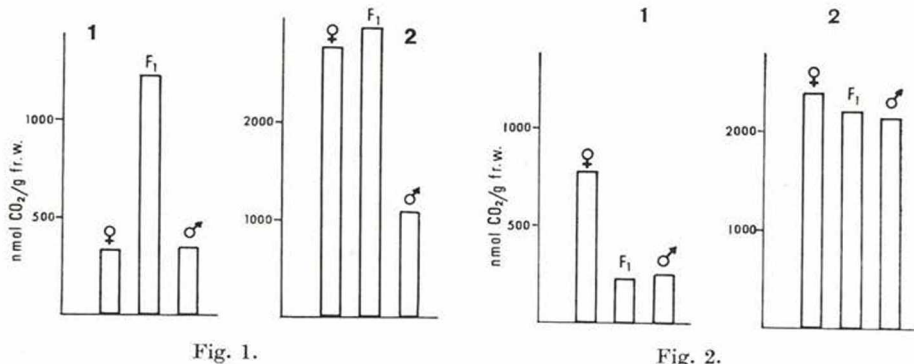 1
nmol CO₂/g fr.w.
1000
500
♀
F₁
♂
2
2000
1000
♀
F₁
♂
Fig. 1.
1
nmol CO₂/g fr.w.
1000
500
♀
F₁
♂
2
2000
1000
♀
F₁
♂
Fig. 2.